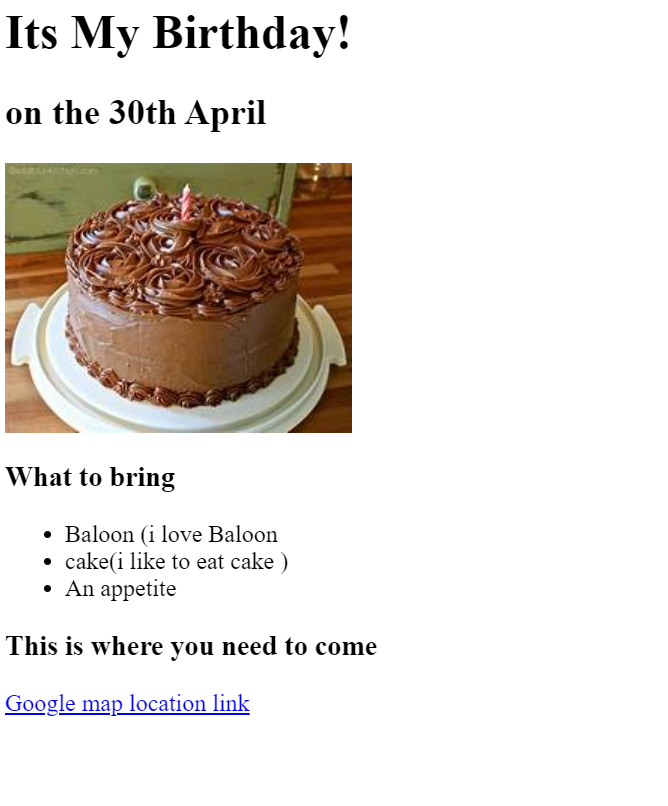 Its My Birthday!
on the 30th April
What to bring
Baloon (i love Baloon
cake(i like to eat cake )
An appetite
This is where you need to come
Google map location link